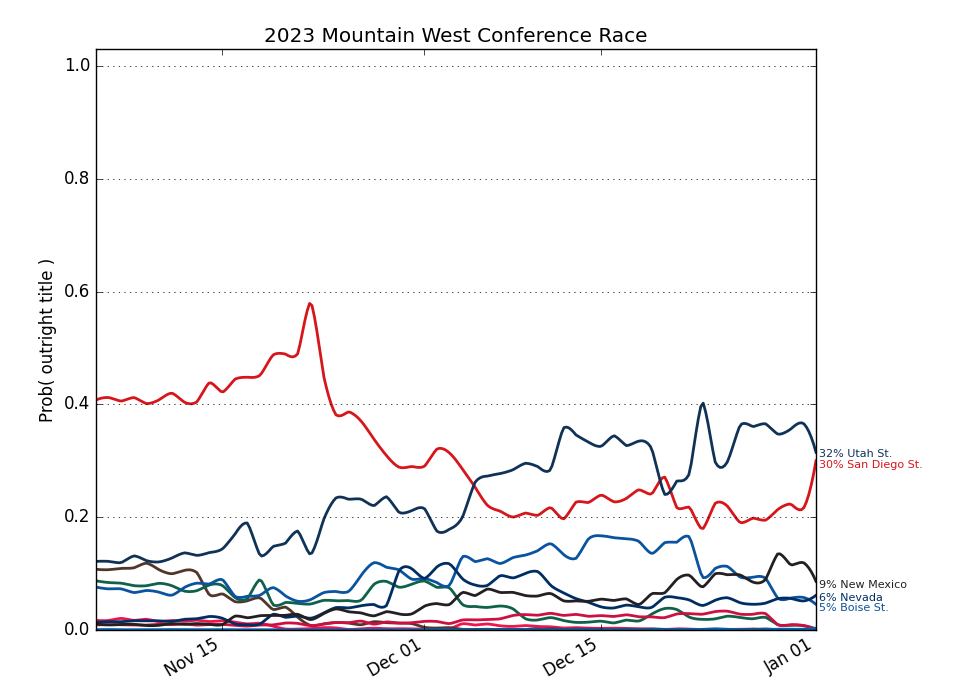 2023 Mountain West Conference Race
1.0
0.8
0.6
0.4
0.2
0.0
Prob( outright title )
32% Utah St.
30% San Diego St.
9% New Mexico
6% Nevada
5% Boise St.
Nov 15
Dec 01
Dec 15
Jan 01